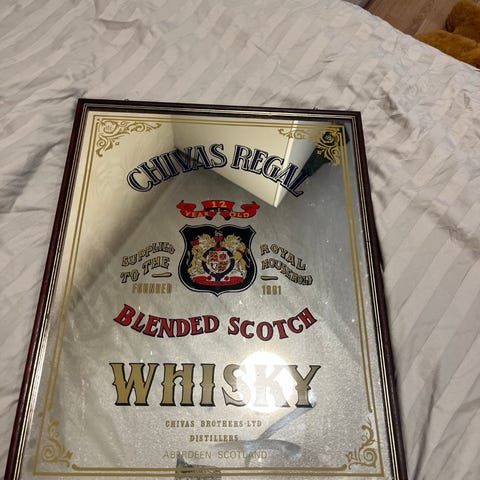 CHIVAS REGAL
12
YEARS OLD
SUPPLIED ROYAL
TO THE HOUSEHOLD
FOUNDED 1801
BLENDED SCOTCH
WHISKY
CHIVAS BROTHERS·LTD
DISTILLERS
ABERDEEN SCOTLAND